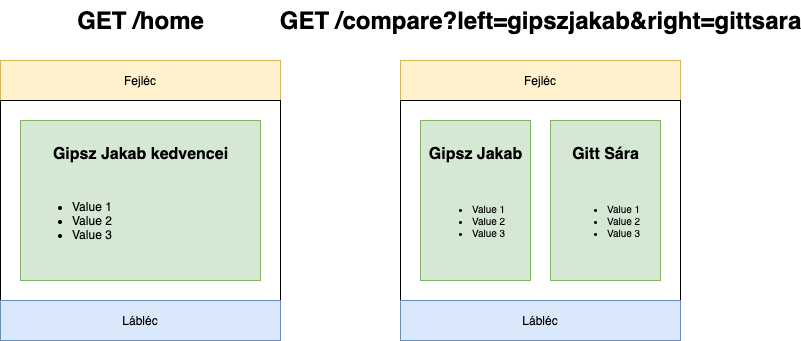 GET /home
Fejléc
Gipsz Jakab kedvencei
Value 1
Value 2
Value 3
Lábléc
GET /compare?left=gipszjakab&right=gittsara
Fejléc
Gipsz Jakab
Value 1
Value 2
Value 3
Gitt Sára
Value 1
Value 2
Value 3
Lábléc